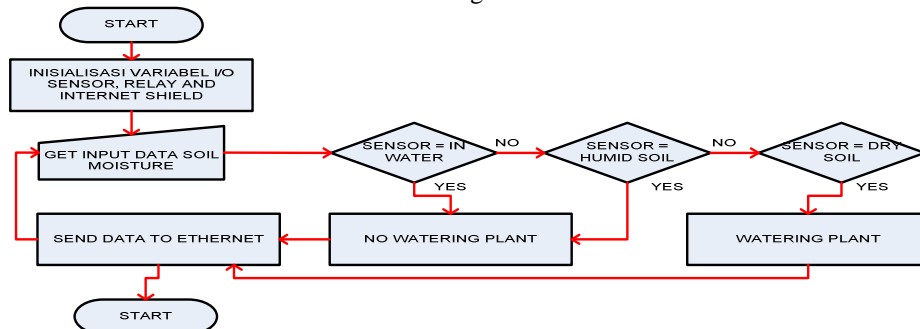 START
INISIALISASI VARIABEL I/O
SENSOR, RELAY AND
INTERNET SHIELD
GET INPUT DATA SOIL
MOISTURE
SENSOR = IN
WATER
NO
SENSOR =
HUMID SOIL
NO
SENSOR = DRY
SOIL
YES
YES
YES
SEND DATA TO ETHERNET
NO WATERING PLANT
WATERING PLANT
START